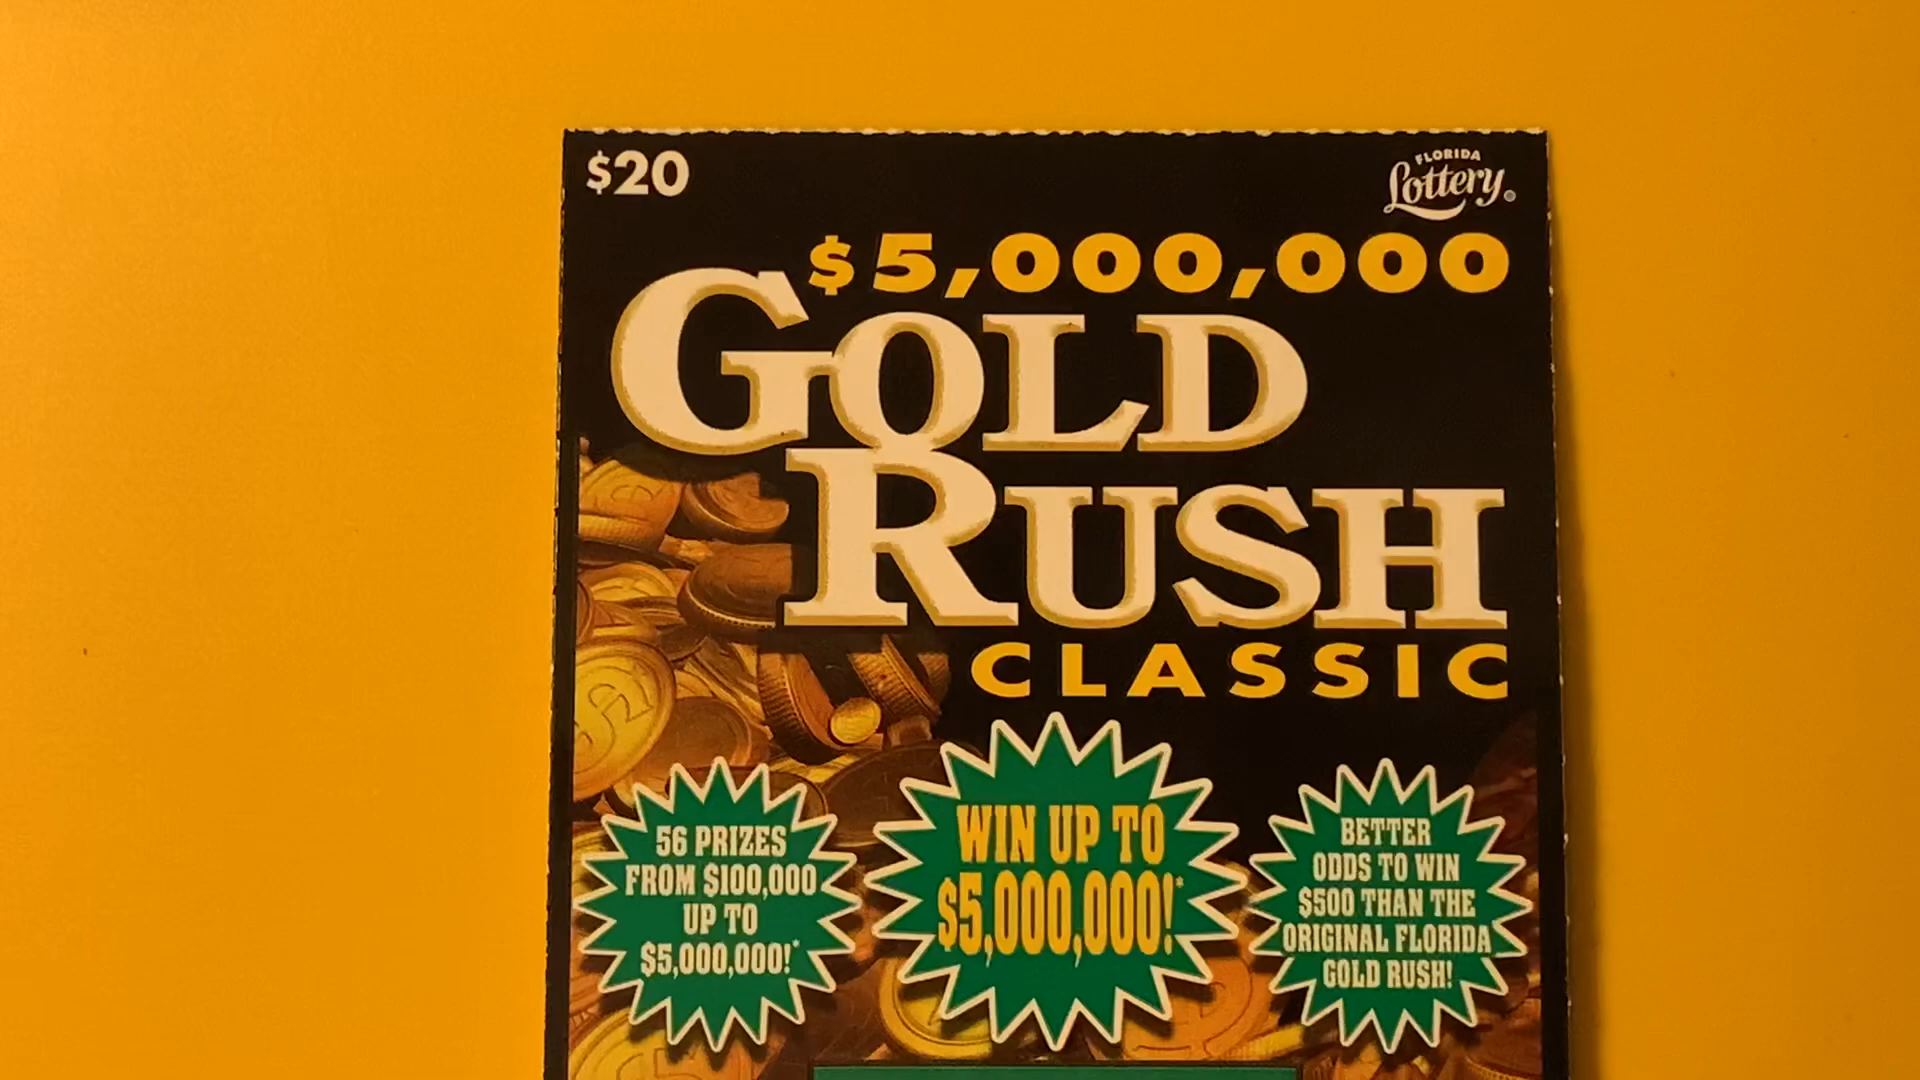 $20
FLORIDA
Lottery®
$5,000,000
GOLD
RUSH
CLASSIC
56 PRIZES
FROM $100,000
UP TO
$5,000,000!*
WIN UP TO
$5,000,000!*
BETTER
ODDS TO WIN
$500 THAN THE
ORIGINAL FLORIDA
GOLD RUSH!